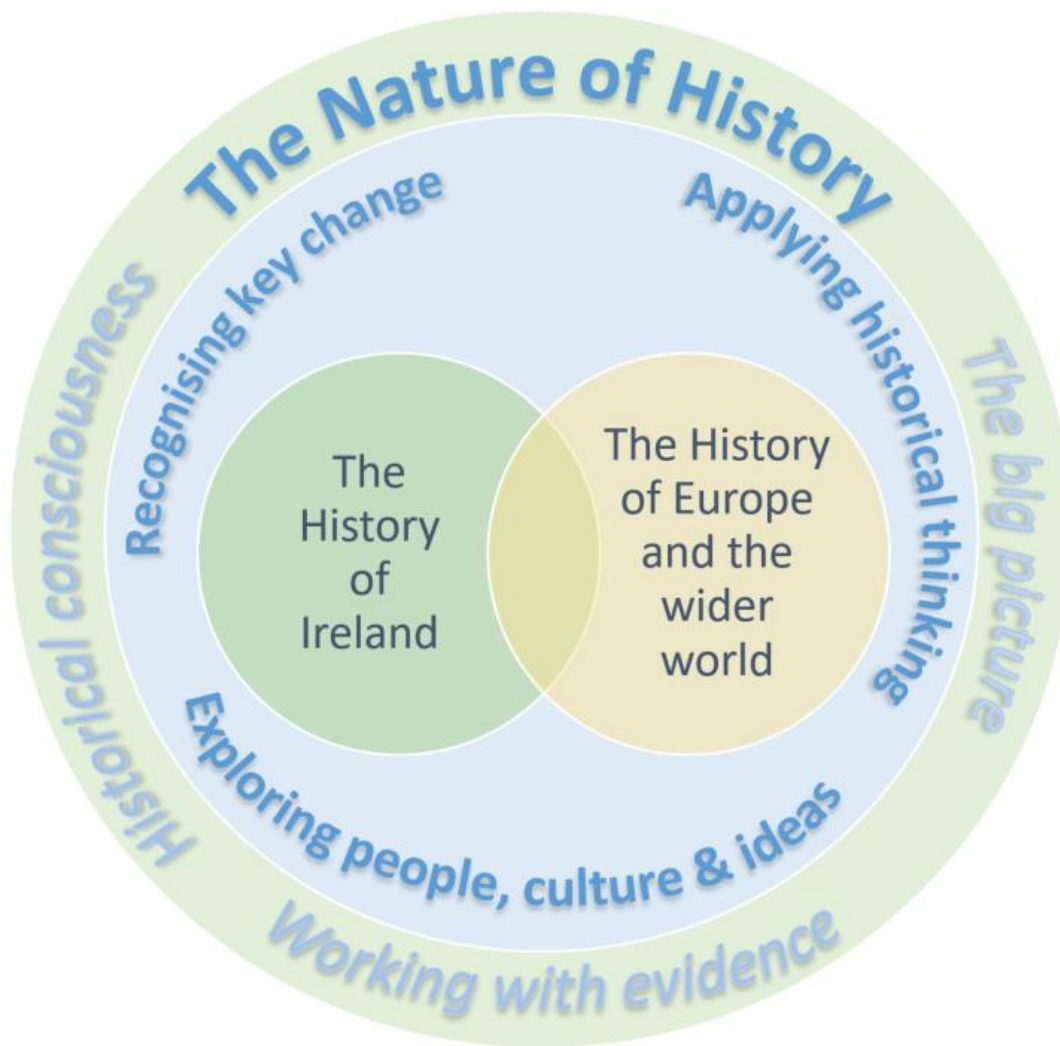 The Nature of History
Historical consciousness
The big picture
Working with evidence
Recognising key change
Applying historical thinking
Exploring people, culture & ideas
The
History
of
Ireland
The History
of Europe
and the
wider
world